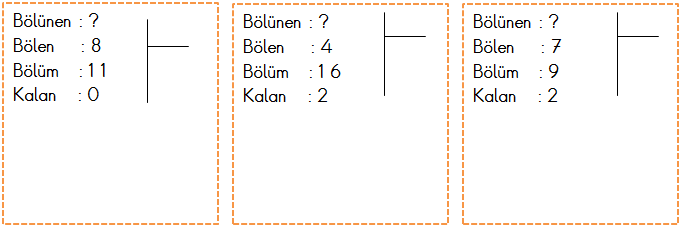 Bölünen : ?
Bölen : 8
Bölüm : 11
Kalan : 0
Bölünen : ?
Bölen : 4
Bölüm : 16
Kalan : 2
Bölünen : ?
Bölen : 7
Bölüm : 9
Kalan : 2